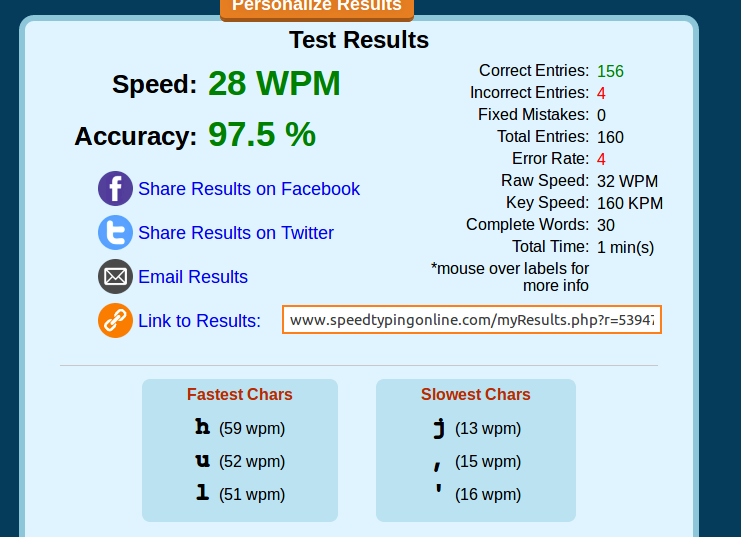 Personalize Results
Test Results
Speed: 28 WPM
Accuracy: 97.5 %
Share Results on Facebook
Share Results on Twitter
Email Results
Link to Results: www.speedtypingonline.com/myResults.php?r=53947
Correct Entries: 156
Incorrect Entries: 4
Fixed Mistakes: 0
Total Entries: 160
Error Rate: 4
Raw Speed: 32 WPM
Key Speed: 160 KPM
Complete Words: 30
Total Time: 1 min(s)
*mouse over labels for
more info
Fastest Chars
h (59 wpm)
u (52 wpm)
l (51 wpm)
Slowest Chars
j (13 wpm)
, (15 wpm)
' (16 wpm)